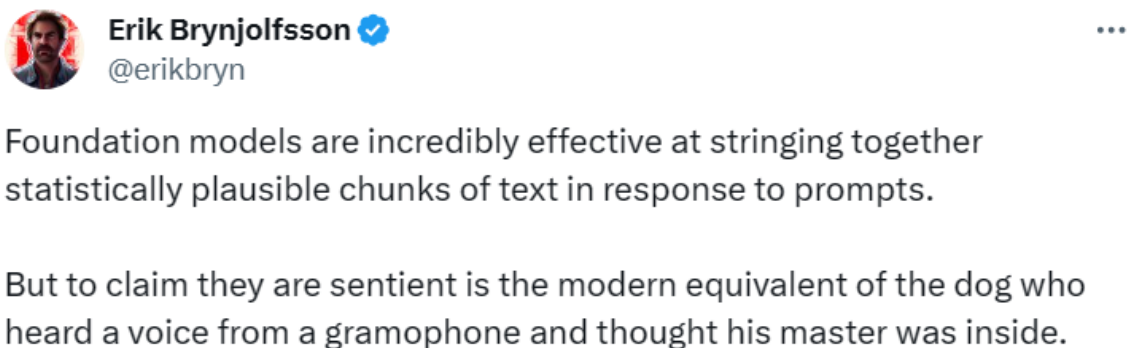 Erik Brynjolfsson
@erikbryn
Foundation models are incredibly effective at stringing together
statistically plausible chunks of text in response to prompts.
But to claim they are sentient is the modern equivalent of the dog who
heard a voice from a gramophone and thought his master was inside.